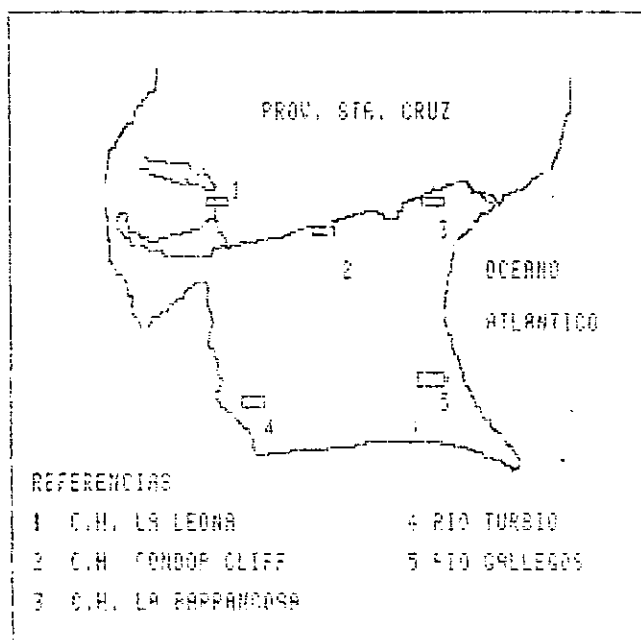 PROV. STA. CRUZ
1
3
2
OCEANO
ATLANTICO
5
4
REFERENCIAS
1 C.H. LA LEONA
4 RIO TURBIO
2 C.H CONDOR CLIFF
5 RIO GALLEGOS
3 C.H. LA BARRANCOSA